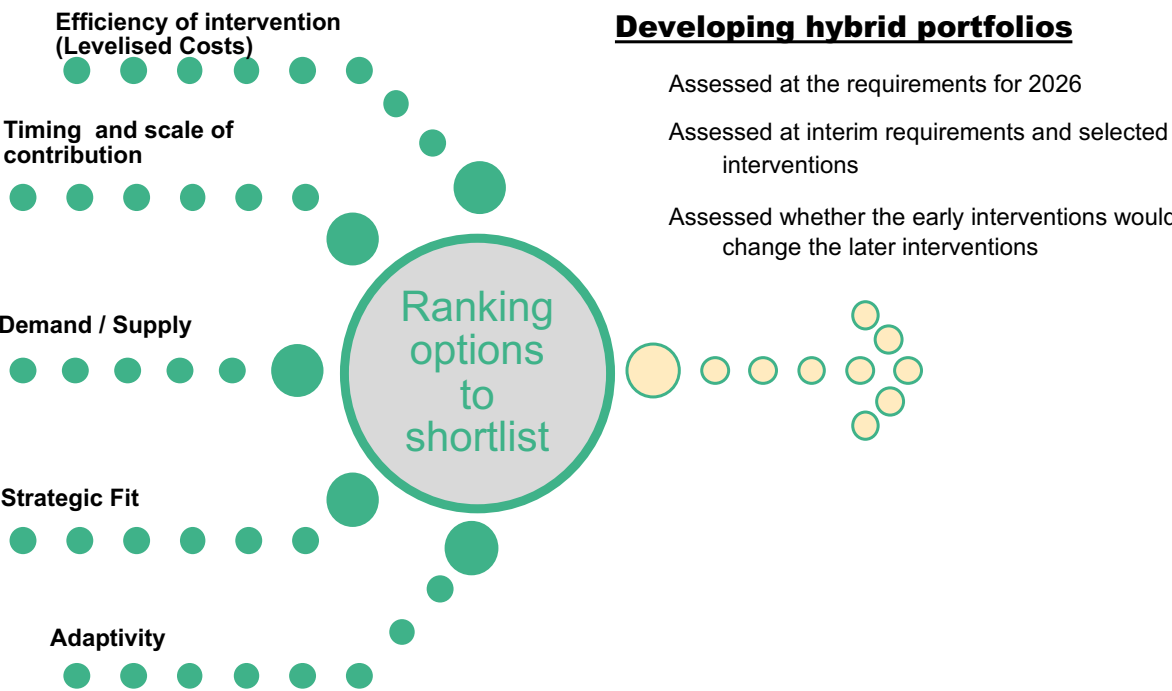 Efficiency of intervention
(Levelised Costs)
Timing and scale of
contribution
Demand / Supply
Strategic Fit
Adaptivity
Ranking
options
to
shortlist
Developing hybrid portfolios
Assessed at the requirements for 2026
Assessed at interim requirements and selected
interventions
Assessed whether the early interventions would
change the later interventions